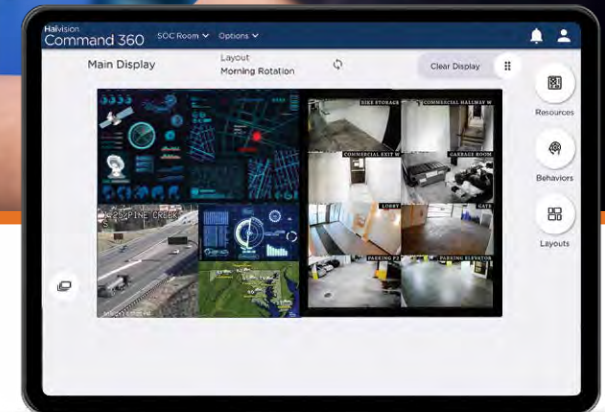 Haivision
Command 360
SOC Room
Options
Main Display
Layout
Morning Rotation
Clear Display
Resources
Behaviors
Layouts
BIKE STORAGE
COMMERCIAL HALLWAY W
COMMERCIAL EXIT W
GARBAGE ROOM
LOBBY
GATE
PARKING P2
PARKING ELEVATOR
425 PINE CREEK